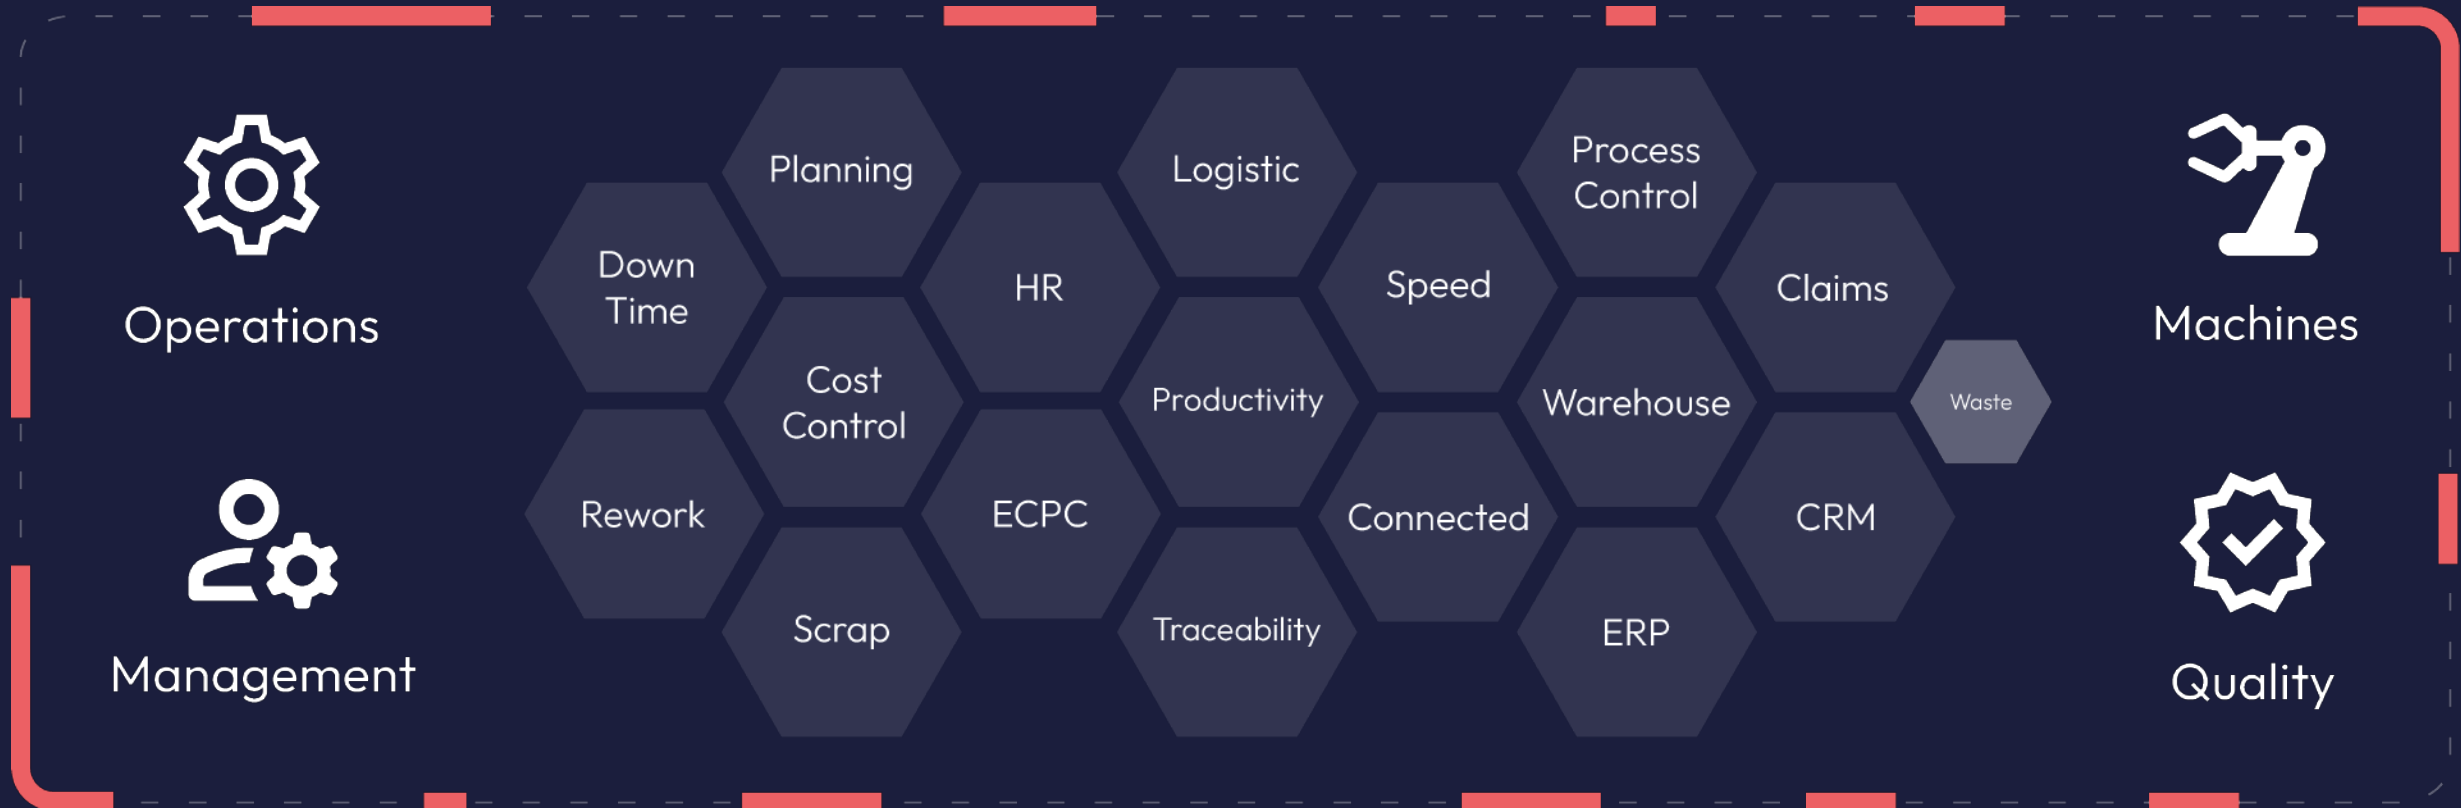 Operations
Management
Planning
Logistic
Process
Control
Down
Time
HR
Speed
Claims
Cost
Control
Productivity
Warehouse
Waste
Rework
ECPC
Connected
CRM
Scrap
Traceability
ERP
Machines
Quality